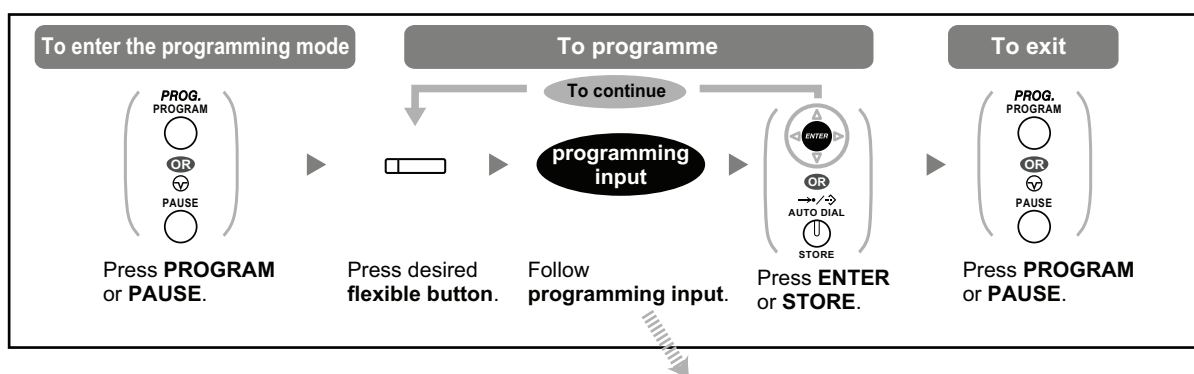 To enter the programming mode
To programme
To exit
To continue
PROG.
PROGRAM
OR
PAUSE
Press PROGRAM
or PAUSE.
Press desired
flexible button.
programming
input
Follow
programming input.
ENTER
OR
AUTO DIAL
STORE
Press ENTER
or STORE.
PROG.
PROGRAM
OR
PAUSE
Press PROGRAM
or PAUSE.